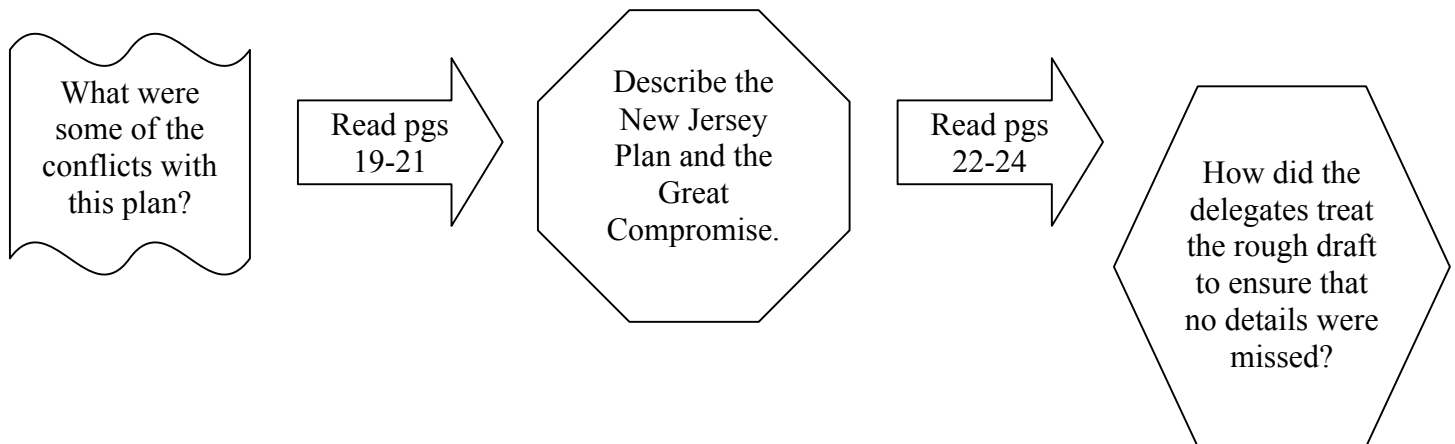 What were
some of the
conflicts with
this plan?
Read pgs
19-21
Describe the
New Jersey
Plan and the
Great
Compromise.
Read pgs
22-24
How did the
delegates treat
the rough draft
to ensure that
no details were
missed?